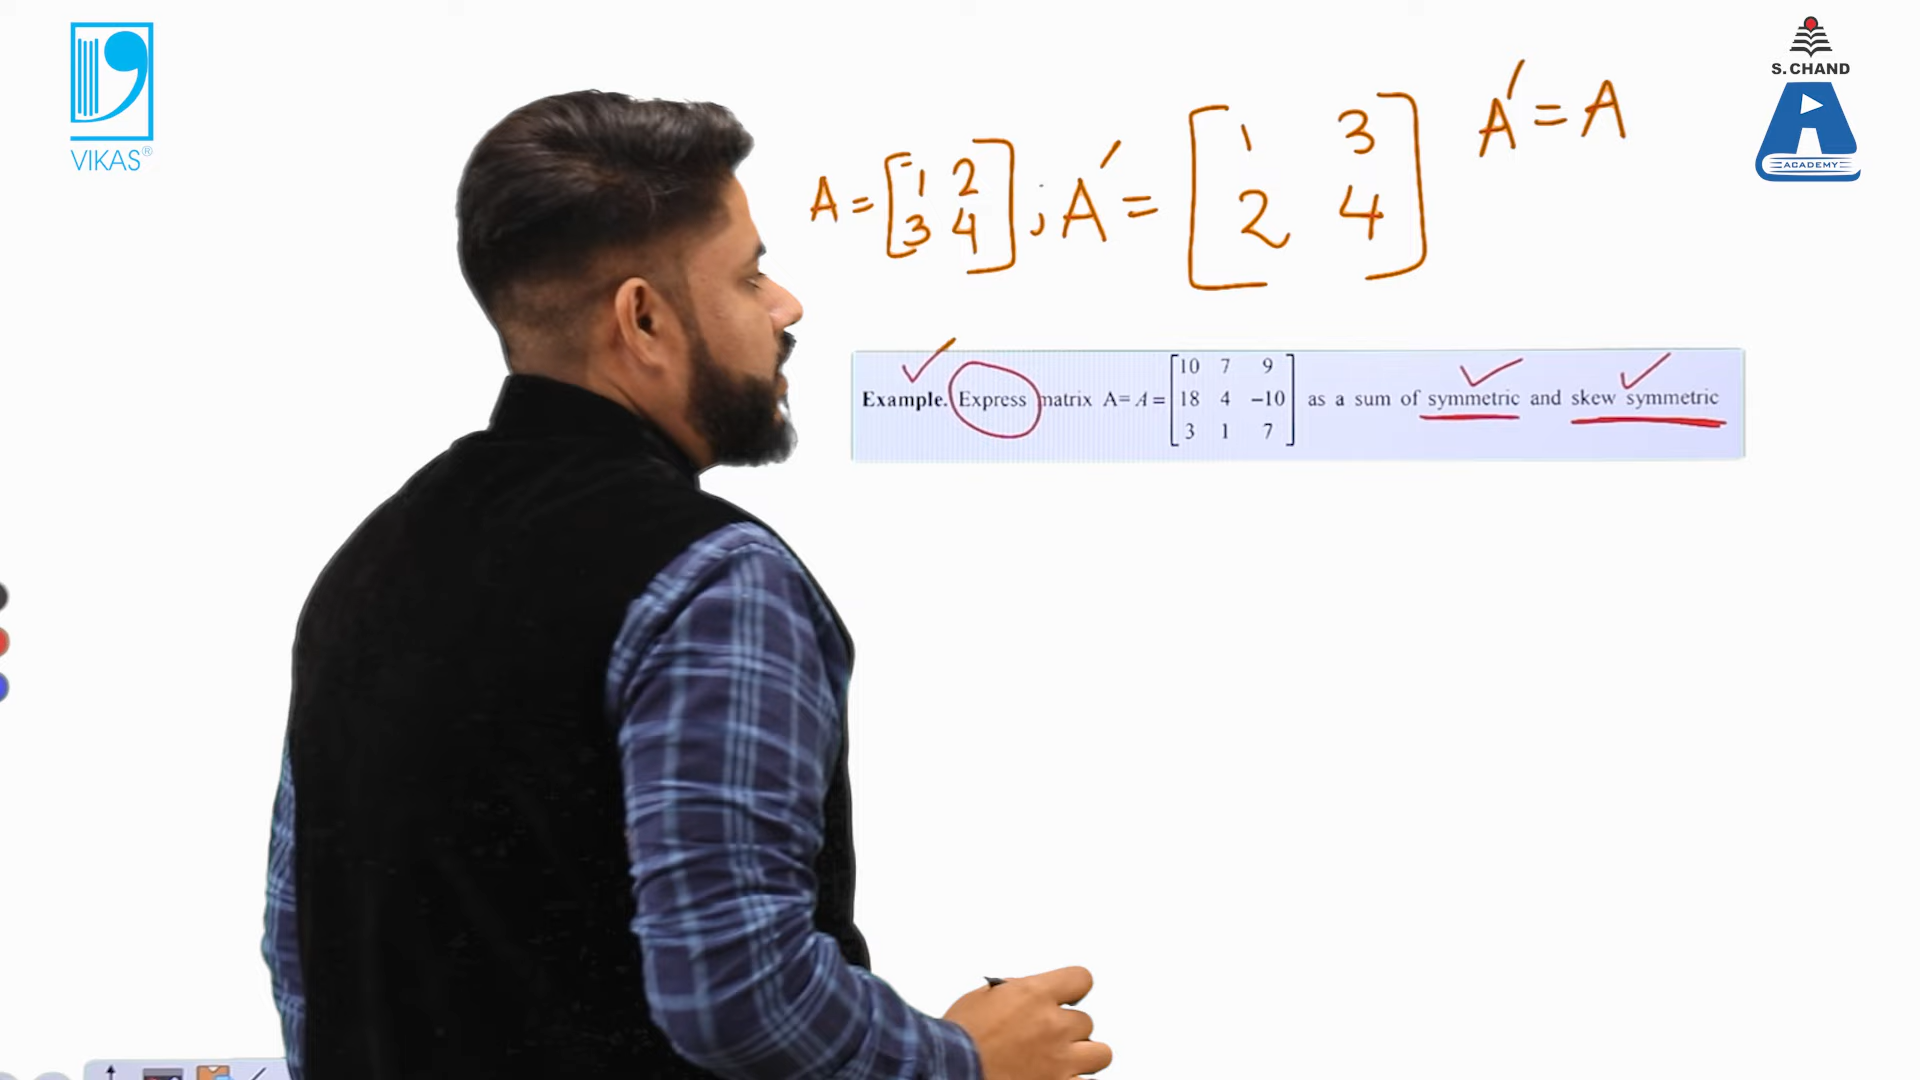 VIKAS®
S. CHAND
ACADEMY
A = [1 2
3 4] ; A′ = [1 3
2 4] A′ = A
Example. Express matrix A= A = [10 7 9
18 4 −10
3 1 7] as a sum of symmetric and skew symmetric